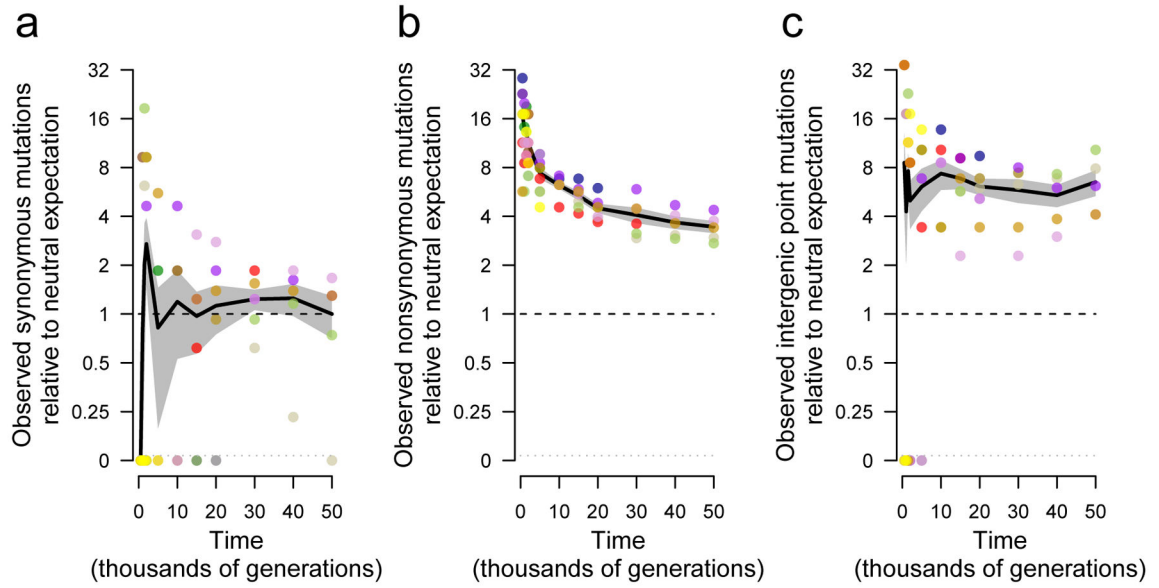 a
Observed synonymous mutations
relative to neutral expectation
32
16
8
4
2
1
0.5
0.25
0
0 10 20 30 40 50
Time
(thousands of generations)
b
Observed nonsynonymous mutations
relative to neutral expectation
32
16
8
4
2
1
0.5
0.25
0
0 10 20 30 40 50
Time
(thousands of generations)
c
Observed intergenic point mutations
relative to neutral expectation
32
16
8
4
2
1
0.5
0.25
0
0 10 20 30 40 50
Time
(thousands of generations)